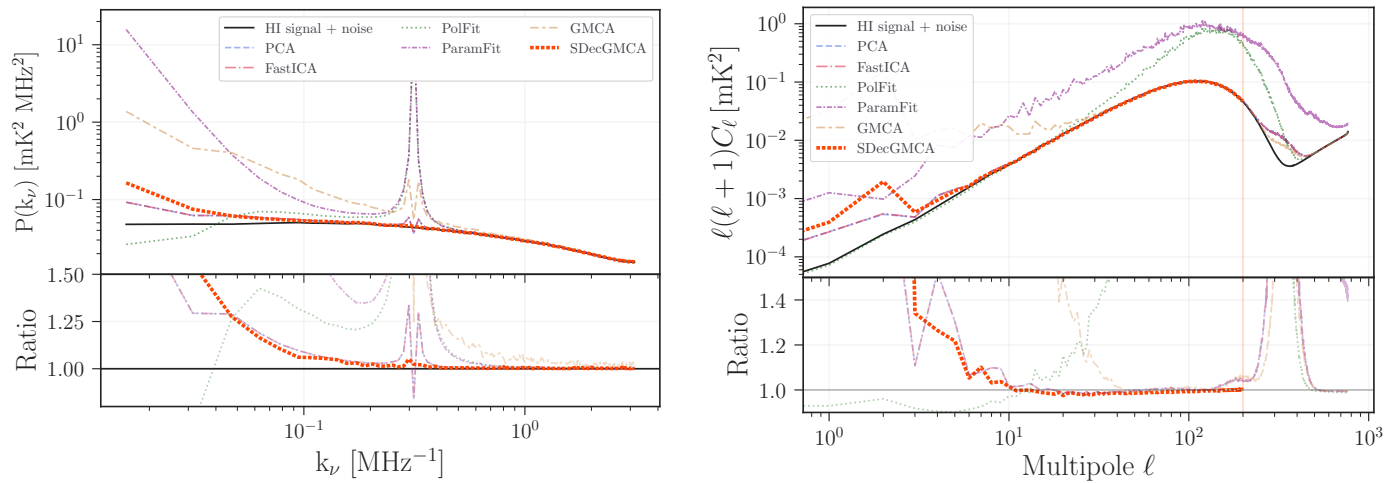 HI signal + noise
PCA
FastICA
PolFit
ParamFit
GMCA
SDecGMCA
P(k_ν) [mK² MHz²]
10¹
10⁰
10⁻¹
1.50
1.25
1.00
Ratio
10⁻¹
10⁰
k_ν [MHz⁻¹]
HI signal + noise
PCA
FastICA
PolFit
ParamFit
GMCA
SDecGMCA
ℓ(ℓ + 1)C_ℓ [mK²]
10⁰
10⁻¹
10⁻²
10⁻³
10⁻⁴
1.4
1.2
1.0
Ratio
10⁰
10¹
10²
10³
Multipole ℓ